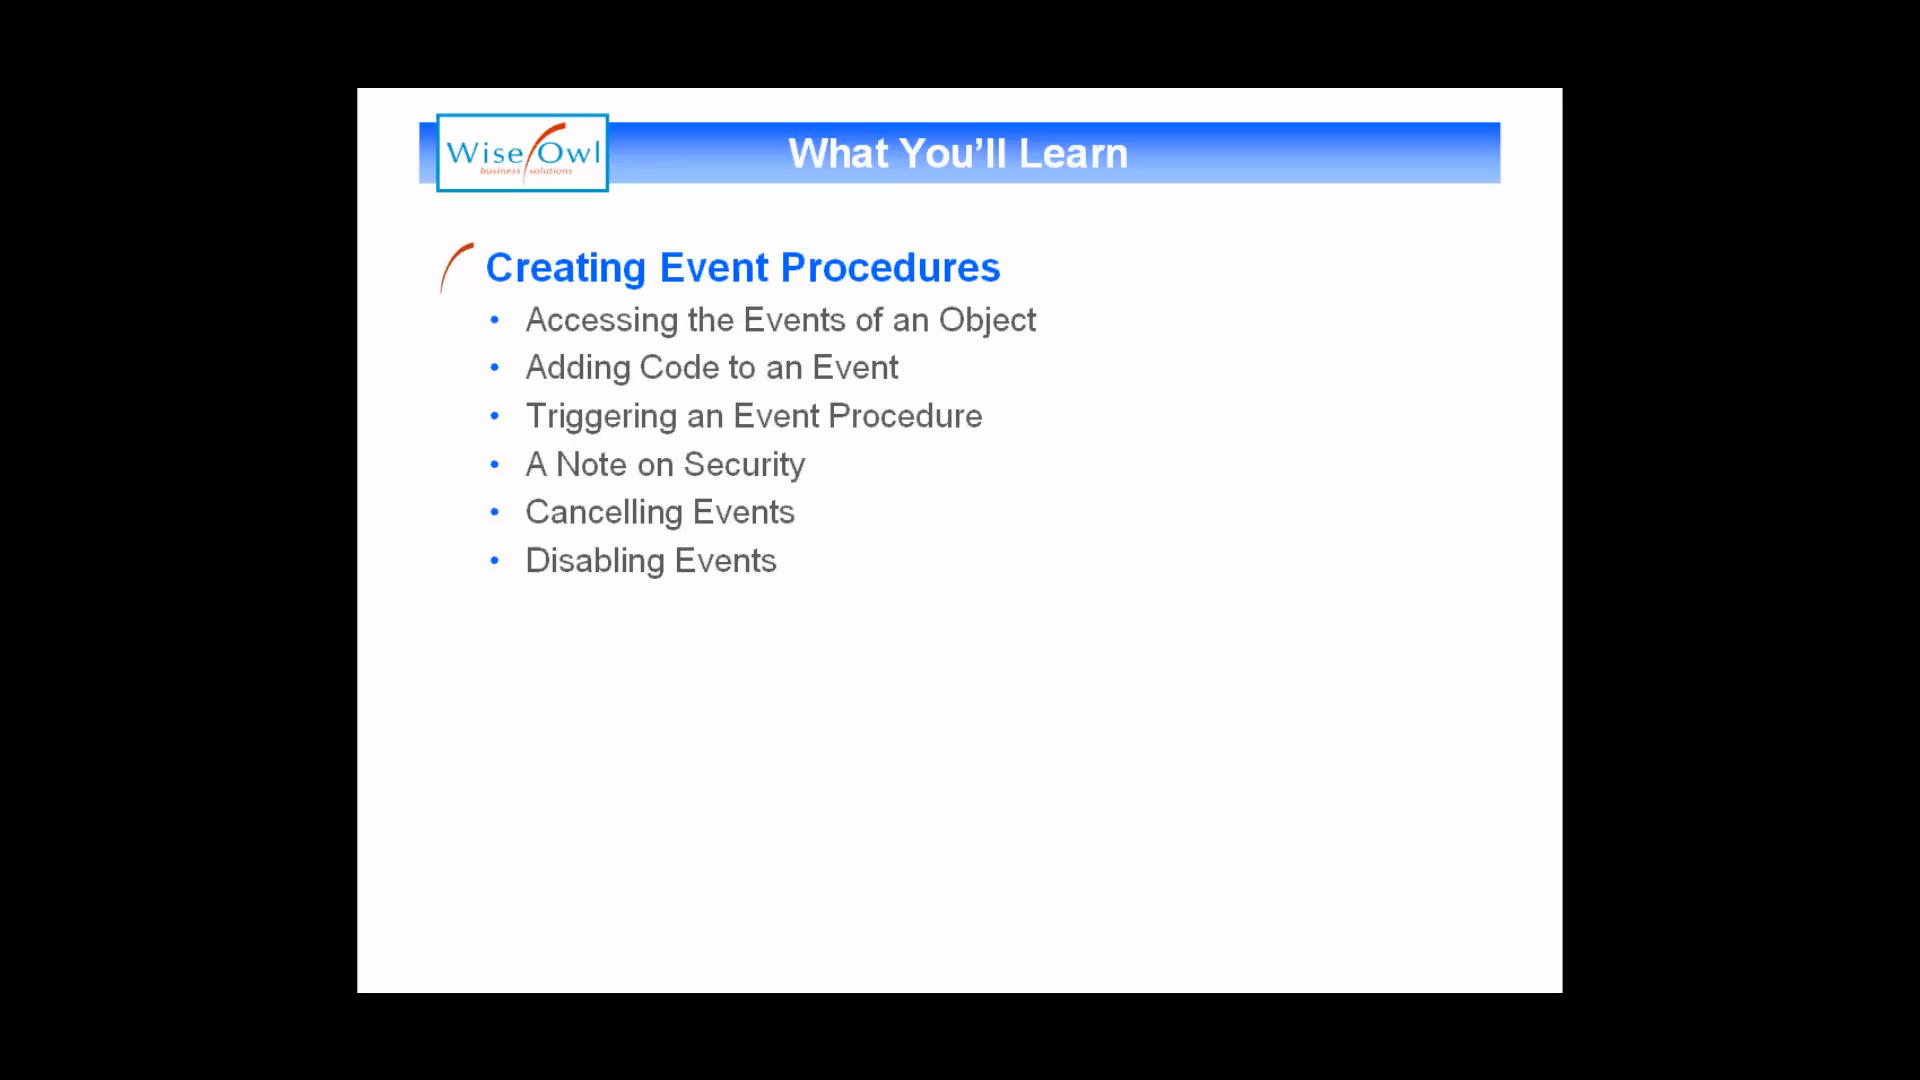 Wise Owl
business solutions
What You'll Learn
Creating Event Procedures
• Accessing the Events of an Object
• Adding Code to an Event
• Triggering an Event Procedure
• A Note on Security
• Cancelling Events
• Disabling Events